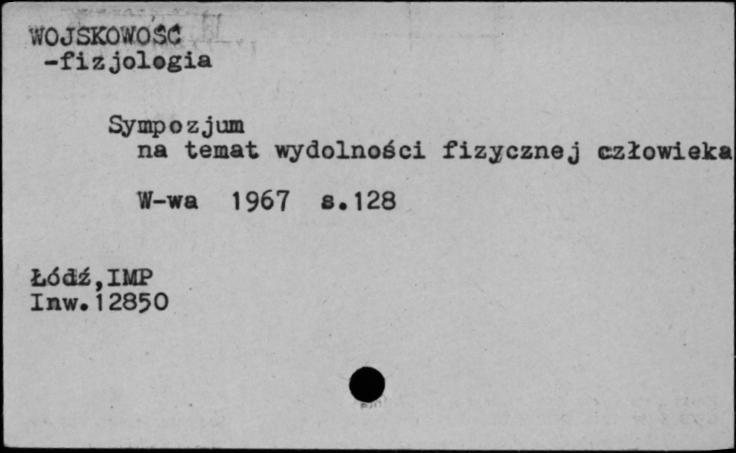 WOJSKOWOŚĆ
-fizjologia
Sympozjum
na temat wydolności fizycznej człowieka
W-wa 1967 s.128
Łódź,IMP
Inw.12850